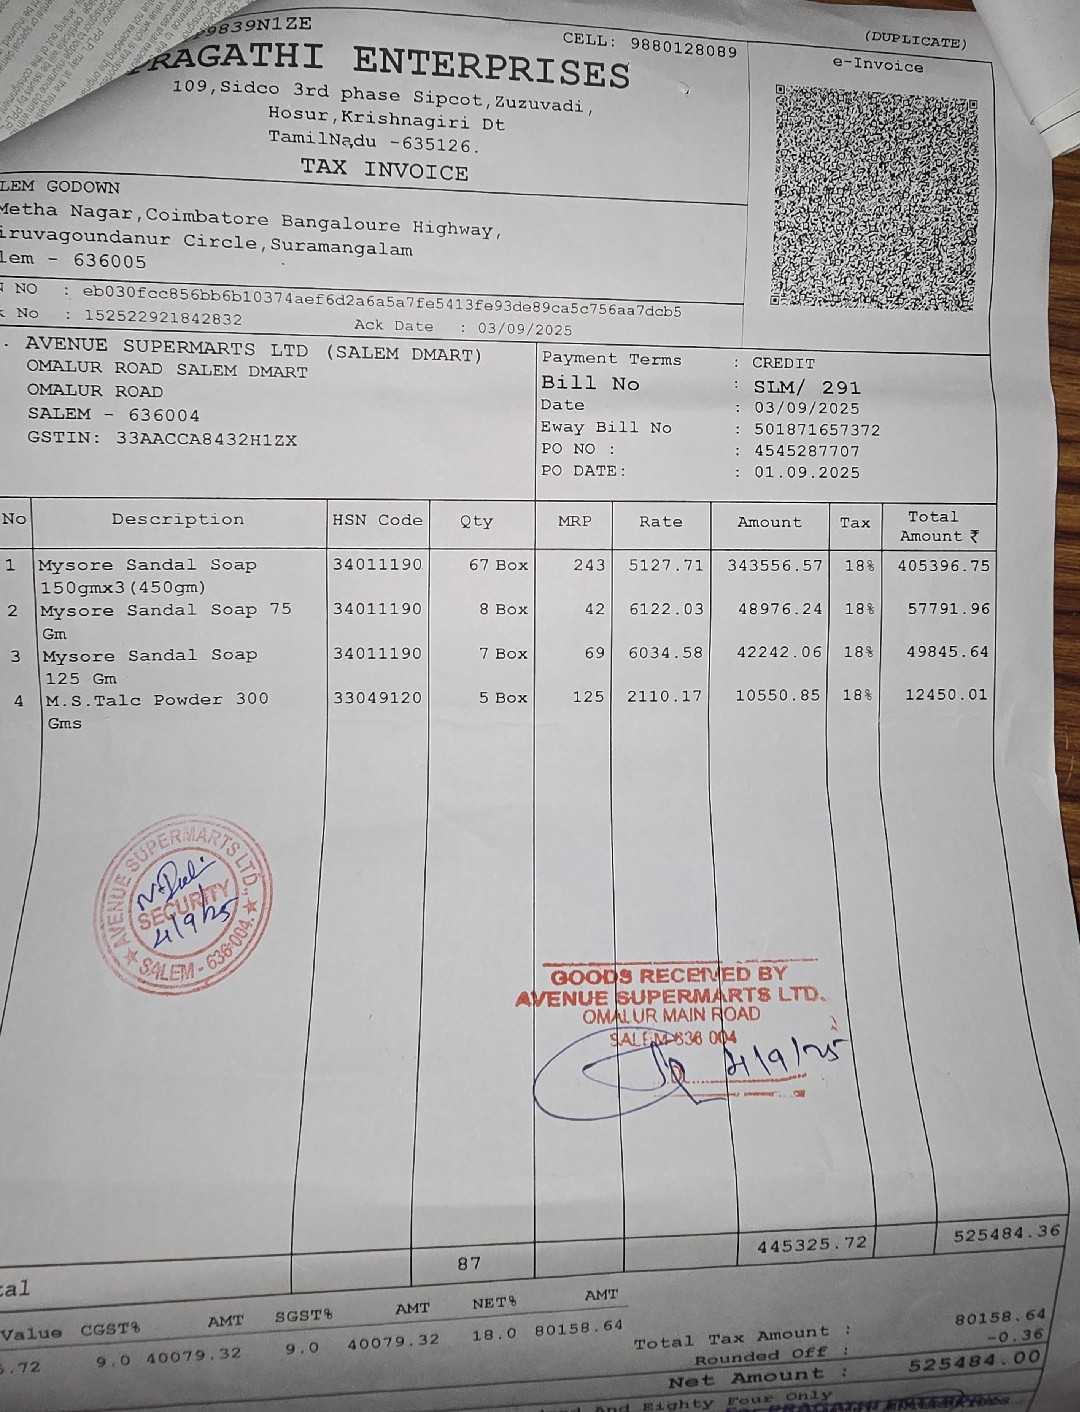 9839N1ZE
CELL: 9880128089
(DUPLICATE)
PRAGATHI ENTERPRISES
e-Invoice
109,Sidco 3rd phase Sipcot,Zuzuvadi,
Hosur,Krishnagiri Dt
TamilNadu -635126.
TAX INVOICE
LEM GODOWN
Metha Nagar,Coimbatore Bangaloure Highway,
iruvagoundanur Circle,Suramangalam
lem - 636005
NO : eb030fcc856bb6b10374aef6d2a6a5a7fe5413fe93de89ca5c756aa7dcb5
No : 152522921842832 Ack Date : 03/09/2025
. AVENUE SUPERMARTS LTD (SALEM DMART)
OMALUR ROAD SALEM DMART
OMALUR ROAD
SALEM - 636004
GSTIN: 33AACCA8432H1ZX
Payment Terms : CREDIT
Bill No : SLM/ 291
Date : 03/09/2025
Eway Bill No : 501871657372
PO NO : : 4545287707
PO DATE: : 01.09.2025
No Description HSN Code Qty MRP Rate Amount Tax Total
Amount ₹
1 Mysore Sandal Soap 34011190 67 Box 243 5127.71 343556.57 18% 405396.75
150gmx3(450gm)
2 Mysore Sandal Soap 75 34011190 8 Box 42 6122.03 48976.24 18% 57791.96
Gm
3 Mysore Sandal Soap 34011190 7 Box 69 6034.58 42242.06 18% 49845.64
125 Gm
4 M.S.Talc Powder 300 33049120 5 Box 125 2110.17 10550.85 18% 12450.01
Gms
AVENUE SUPERMARTS LTD.,
SECURITY
4/9/25
SALEM - 636 004.
GOODS RECEIVED BY
AVENUE SUPERMARTS LTD.
OMALUR MAIN ROAD
SALEM-636 004
4/9/25
tal 87 445325.72 525484.36
Value CGST% AMT SGST% AMT NET% AMT
5.72 9.0 40079.32 9.0 40079.32 18.0 80158.64
Total Tax Amount : 80158.64
Rounded Off : -0.36
Net Amount : 525484.00
And Eighty Four Only
For PRAGATHI ENTERPRISES